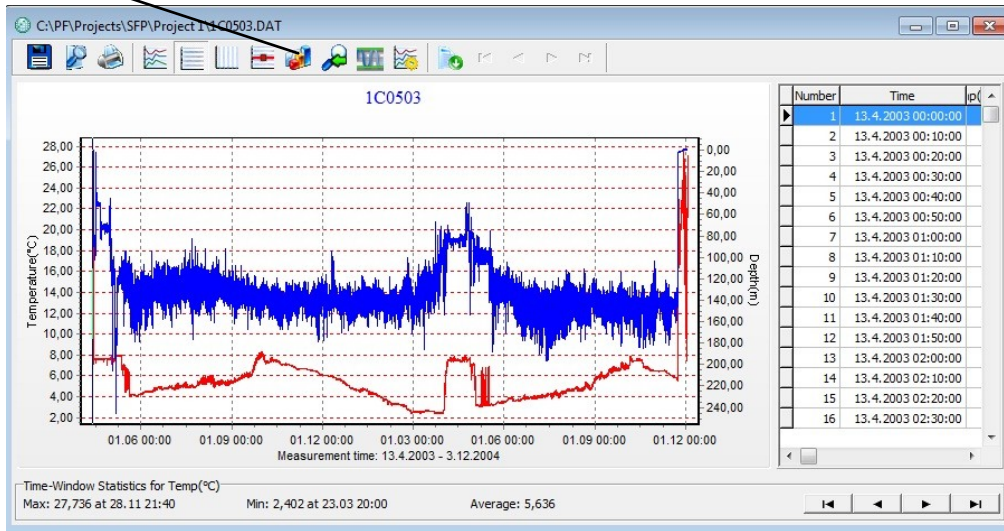 C:\PF\Projects\SFP\Project 1\1C0503.DAT
1C0503
28,00
26,00
24,00
22,00
20,00
18,00
16,00
14,00
12,00
10,00
8,00
6,00
4,00
2,00
Temperature(°C)
0,00
20,00
40,00
60,00
80,00
100,00
120,00
140,00
160,00
180,00
200,00
220,00
240,00
Depth(m)
01.06 00:00 01.09 00:00 01.12 00:00 01.03 00:00 01.06 00:00 01.09 00:00 01.12 00:00
Measurement time: 13.4.2003 - 3.12.2004
Number Time
1 13.4.2003 00:00:00
2 13.4.2003 00:10:00
3 13.4.2003 00:20:00
4 13.4.2003 00:30:00
5 13.4.2003 00:40:00
6 13.4.2003 00:50:00
7 13.4.2003 01:00:00
8 13.4.2003 01:10:00
9 13.4.2003 01:20:00
10 13.4.2003 01:30:00
11 13.4.2003 01:40:00
12 13.4.2003 01:50:00
13 13.4.2003 02:00:00
14 13.4.2003 02:10:00
15 13.4.2003 02:20:00
16 13.4.2003 02:30:00
Time-Window Statistics for Temp(°C)
Max: 27,736 at 28.11 21:40 Min: 2,402 at 23.03 20:00 Average: 5,636